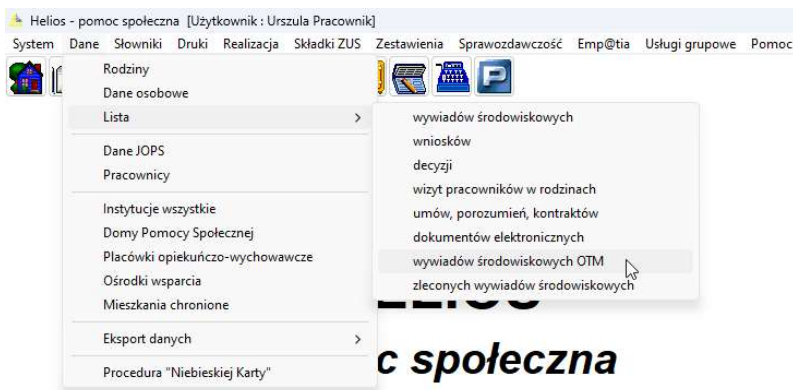 Helios - pomoc społeczna [Użytkownik : Urszula Pracownik]
System Dane Słowniki Druki Realizacja Składki ZUS Zestawienia Sprawozdawczość Emp@tia Usługi grupowe Pomoc
Rodziny
Dane osobowe
Lista
Dane JOPS
Pracownicy
Instytucje wszystkie
Domy Pomocy Społecznej
Placówki opiekuńczo-wychowawcze
Ośrodki wsparcia
Mieszkania chronione
Eksport danych
Procedura "Niebieskiej Karty"
wywiadów środowiskowych
wniosków
decyzji
wizyt pracowników w rodzinach
umów, porozumień, kontraktów
dokumentów elektronicznych
wywiadów środowiskowych OTM
zleconych wywiadów środowiskowych
c społeczna